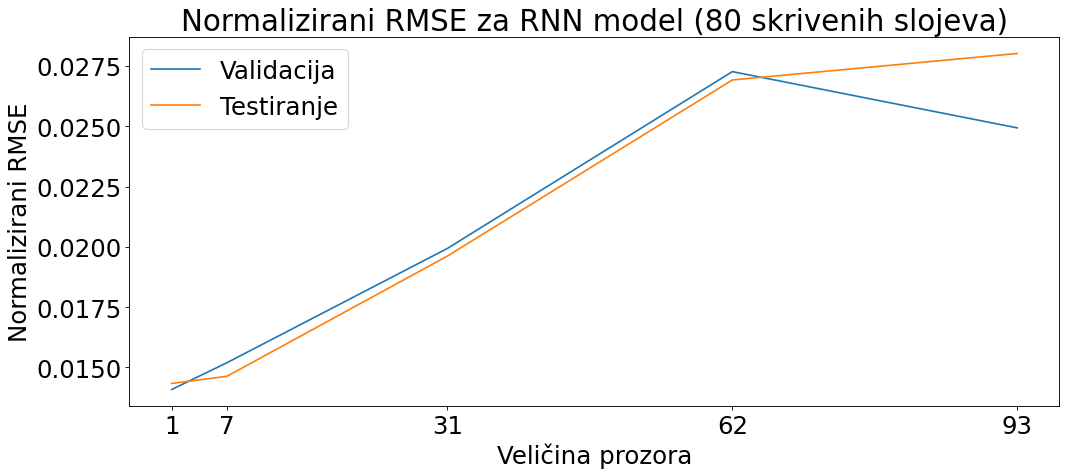 Normalizirani RMSE za RNN model (80 skrivenih slojeva)
Validacija
Testiranje
Normalizirani RMSE
0.0275
0.0250
0.0225
0.0200
0.0175
0.0150
1 7 31 62 93
Veličina prozora